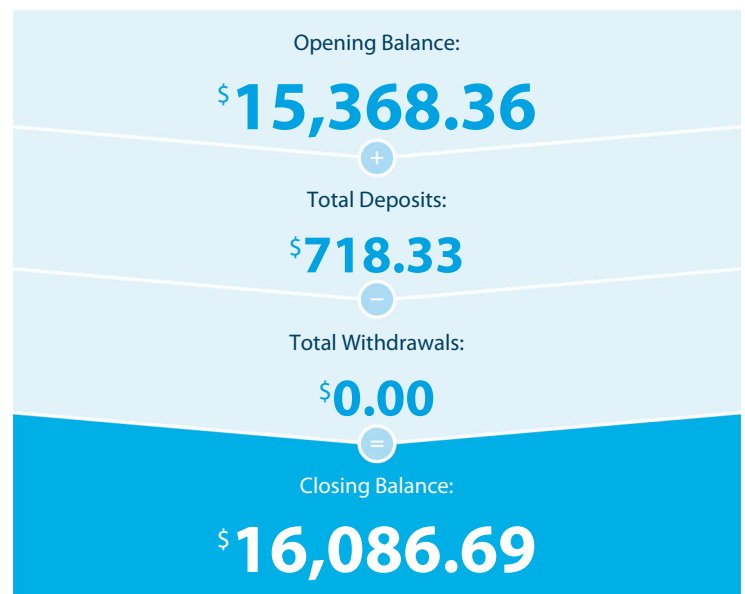 Opening Balance:
$15,368.36
+
Total Deposits:
$718.33
−
Total Withdrawals:
$0.00
=
Closing Balance:
$16,086.69